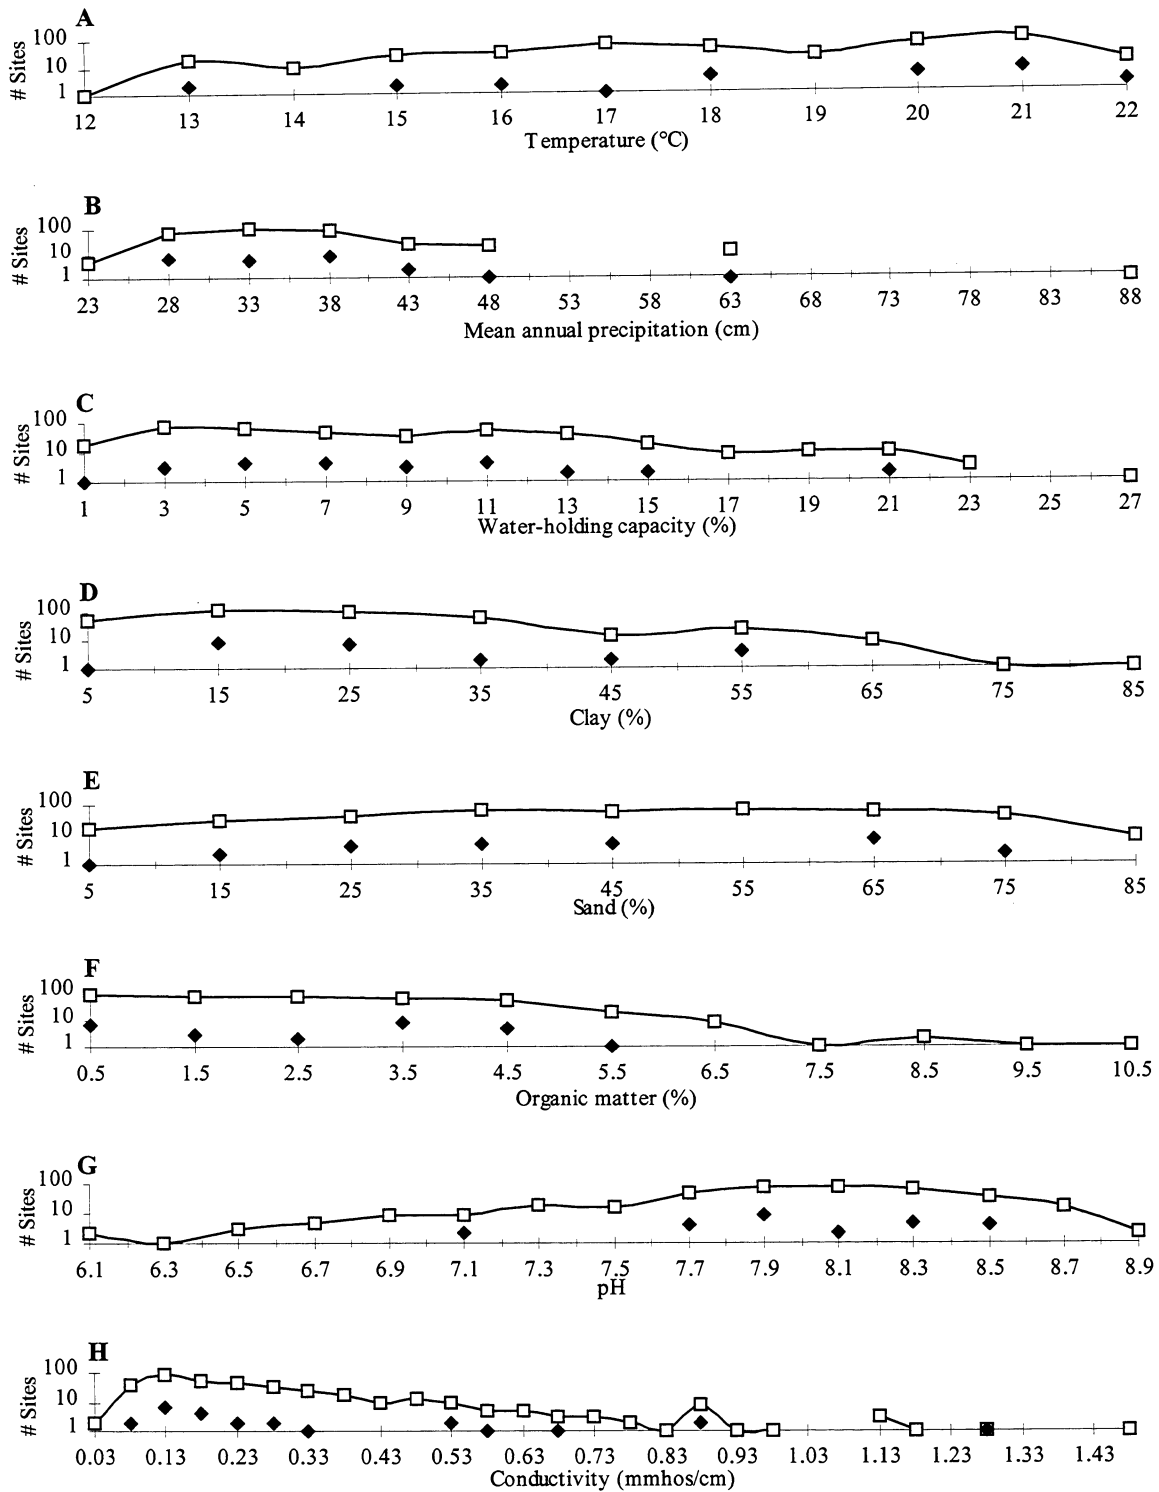 A
# Sites
100
10
1
12 13 14 15 16 17 18 19 20 21 22
Temperature (°C)
B
# Sites
100
10
1
23 28 33 38 43 48 53 58 63 68 73 78 83 88
Mean annual precipitation (cm)
C
# Sites
100
10
1
1 3 5 7 9 11 13 15 17 19 21 23 25 27
Water-holding capacity (%)
D
# Sites
100
10
1
5 15 25 35 45 55 65 75 85
Clay (%)
E
# Sites
100
10
1
5 15 25 35 45 55 65 75 85
Sand (%)
F
# Sites
100
10
1
0.5 1.5 2.5 3.5 4.5 5.5 6.5 7.5 8.5 9.5 10.5
Organic matter (%)
G
# Sites
100
10
1
6.1 6.3 6.5 6.7 6.9 7.1 7.3 7.5 7.7 7.9 8.1 8.3 8.5 8.7 8.9
pH
H
# Sites
100
10
1
0.03 0.13 0.23 0.33 0.43 0.53 0.63 0.73 0.83 0.93 1.03 1.13 1.23 1.33 1.43
Conductivity (mmhos/cm)